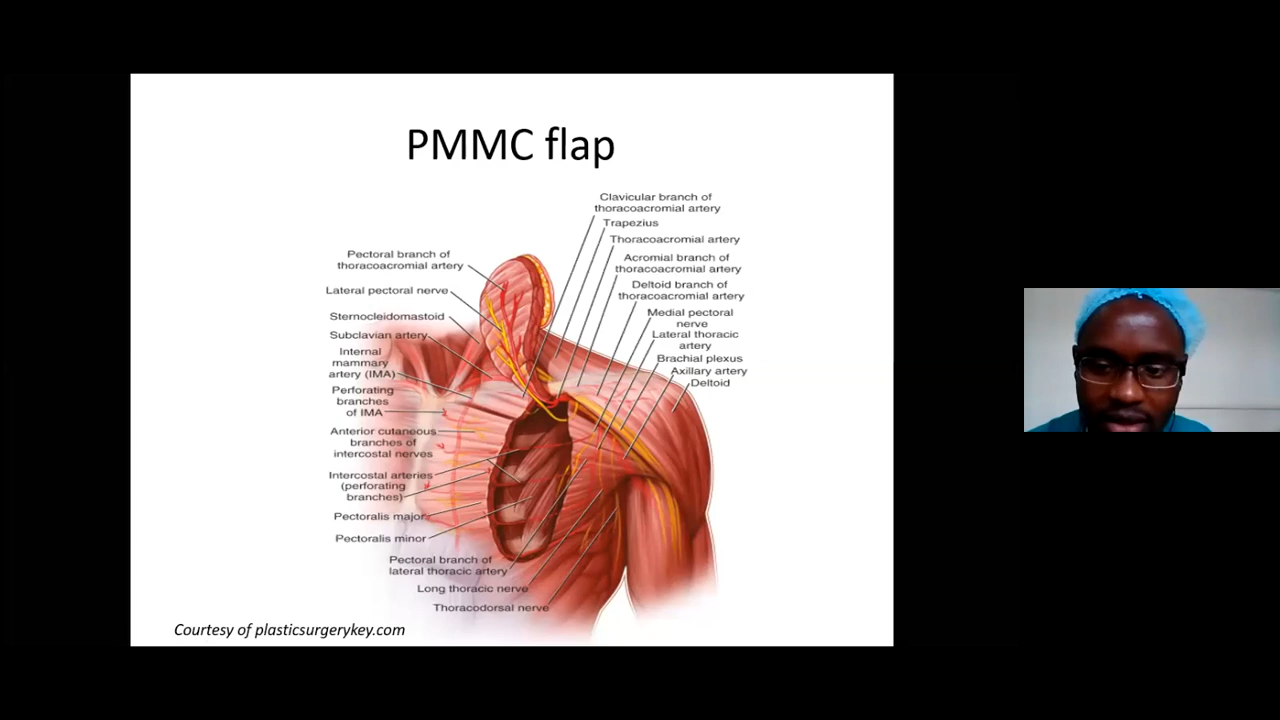 PMMC flap
Clavicular branch of
thoracoacromial artery
Trapezius
Thoracoacromial artery
Acromial branch of
thoracoacromial artery
Deltoid branch of
thoracoacromial artery
Medial pectoral
nerve
Lateral thoracic
artery
Brachial plexus
Axillary artery
Deltoid
Pectoral branch of
thoracoacromial artery
Lateral pectoral nerve
Sternocleidomastoid
Subclavian artery
Internal
mammary
artery (IMA)
Perforating
branches
of IMA
Anterior cutaneous
branches of
intercostal nerves
Intercostal arteries
(perforating
branches)
Pectoralis major
Pectoralis minor
Pectoral branch of
lateral thoracic artery
Long thoracic nerve
Thoracodorsal nerve
Courtesy of plasticsurgerykey.com